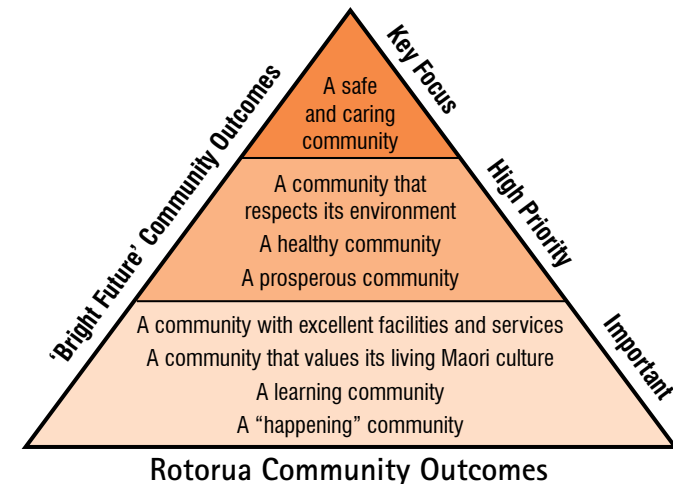 'Bright Future' Community Outcomes
Key Focus
A safe
and caring
community
High Priority
A community that
respects its environment
A healthy community
A prosperous community
Important
A community with excellent facilities and services
A community that values its living Maori culture
A learning community
A “happening” community
Rotorua Community Outcomes